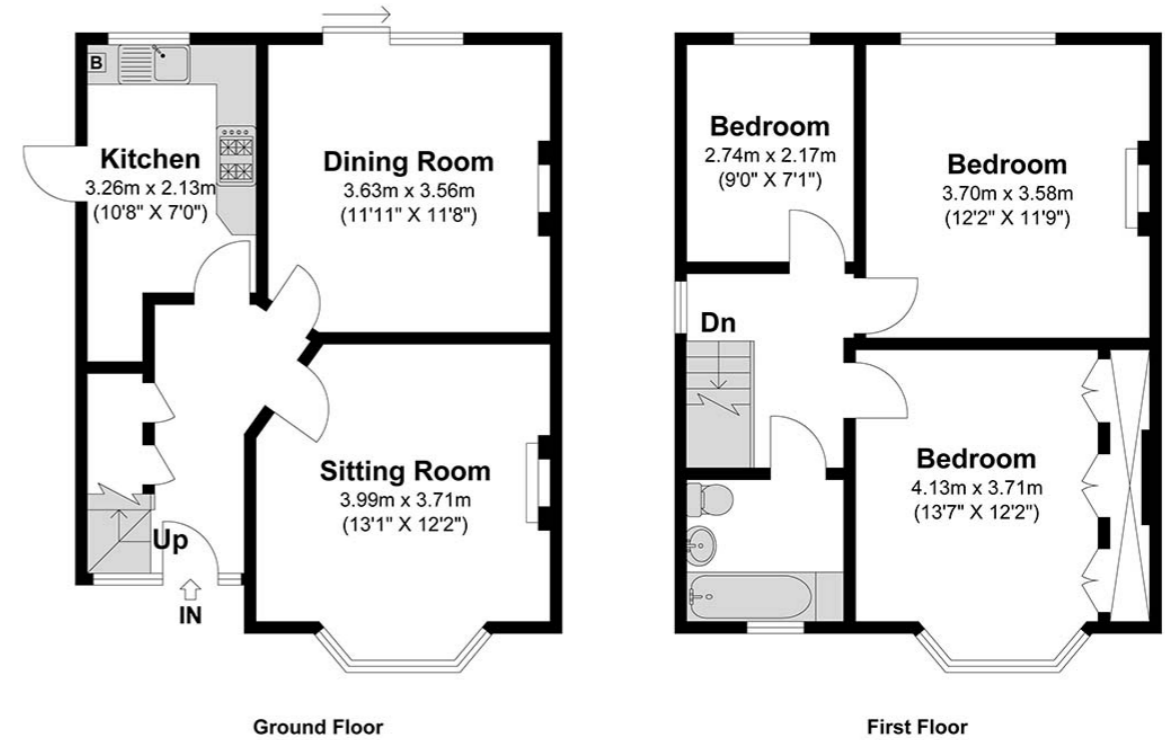 B
Kitchen
3.26m x 2.13m
(10'8" X 7'0")
Dining Room
3.63m x 3.56m
(11'11" X 11'8")
Sitting Room
3.99m x 3.71m
(13'1" X 12'2")
Up
IN
Ground Floor
Bedroom
2.74m x 2.17m
(9'0" X 7'1")
Bedroom
3.70m x 3.58m
(12'2" X 11'9")
Dn
Bedroom
4.13m x 3.71m
(13'7" X 12'2")
First Floor